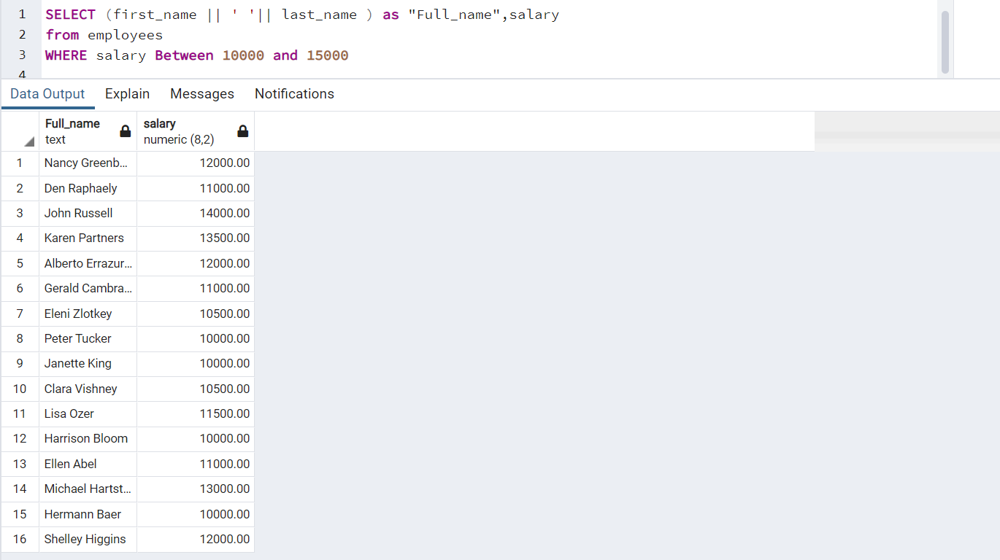 1 SELECT (first_name || ' '|| last_name ) as "Full_name",salary
2 from employees
3 WHERE salary Between 10000 and 15000
4
Data Output Explain Messages Notifications
Full_name salary
text numeric (8,2)
1 Nancy Greenb... 12000.00
2 Den Raphaely 11000.00
3 John Russell 14000.00
4 Karen Partners 13500.00
5 Alberto Errazur... 12000.00
6 Gerald Cambra... 11000.00
7 Eleni Zlotkey 10500.00
8 Peter Tucker 10000.00
9 Janette King 10000.00
10 Clara Vishney 10500.00
11 Lisa Ozer 11500.00
12 Harrison Bloom 10000.00
13 Ellen Abel 11000.00
14 Michael Hartst... 13000.00
15 Hermann Baer 10000.00
16 Shelley Higgins 12000.00